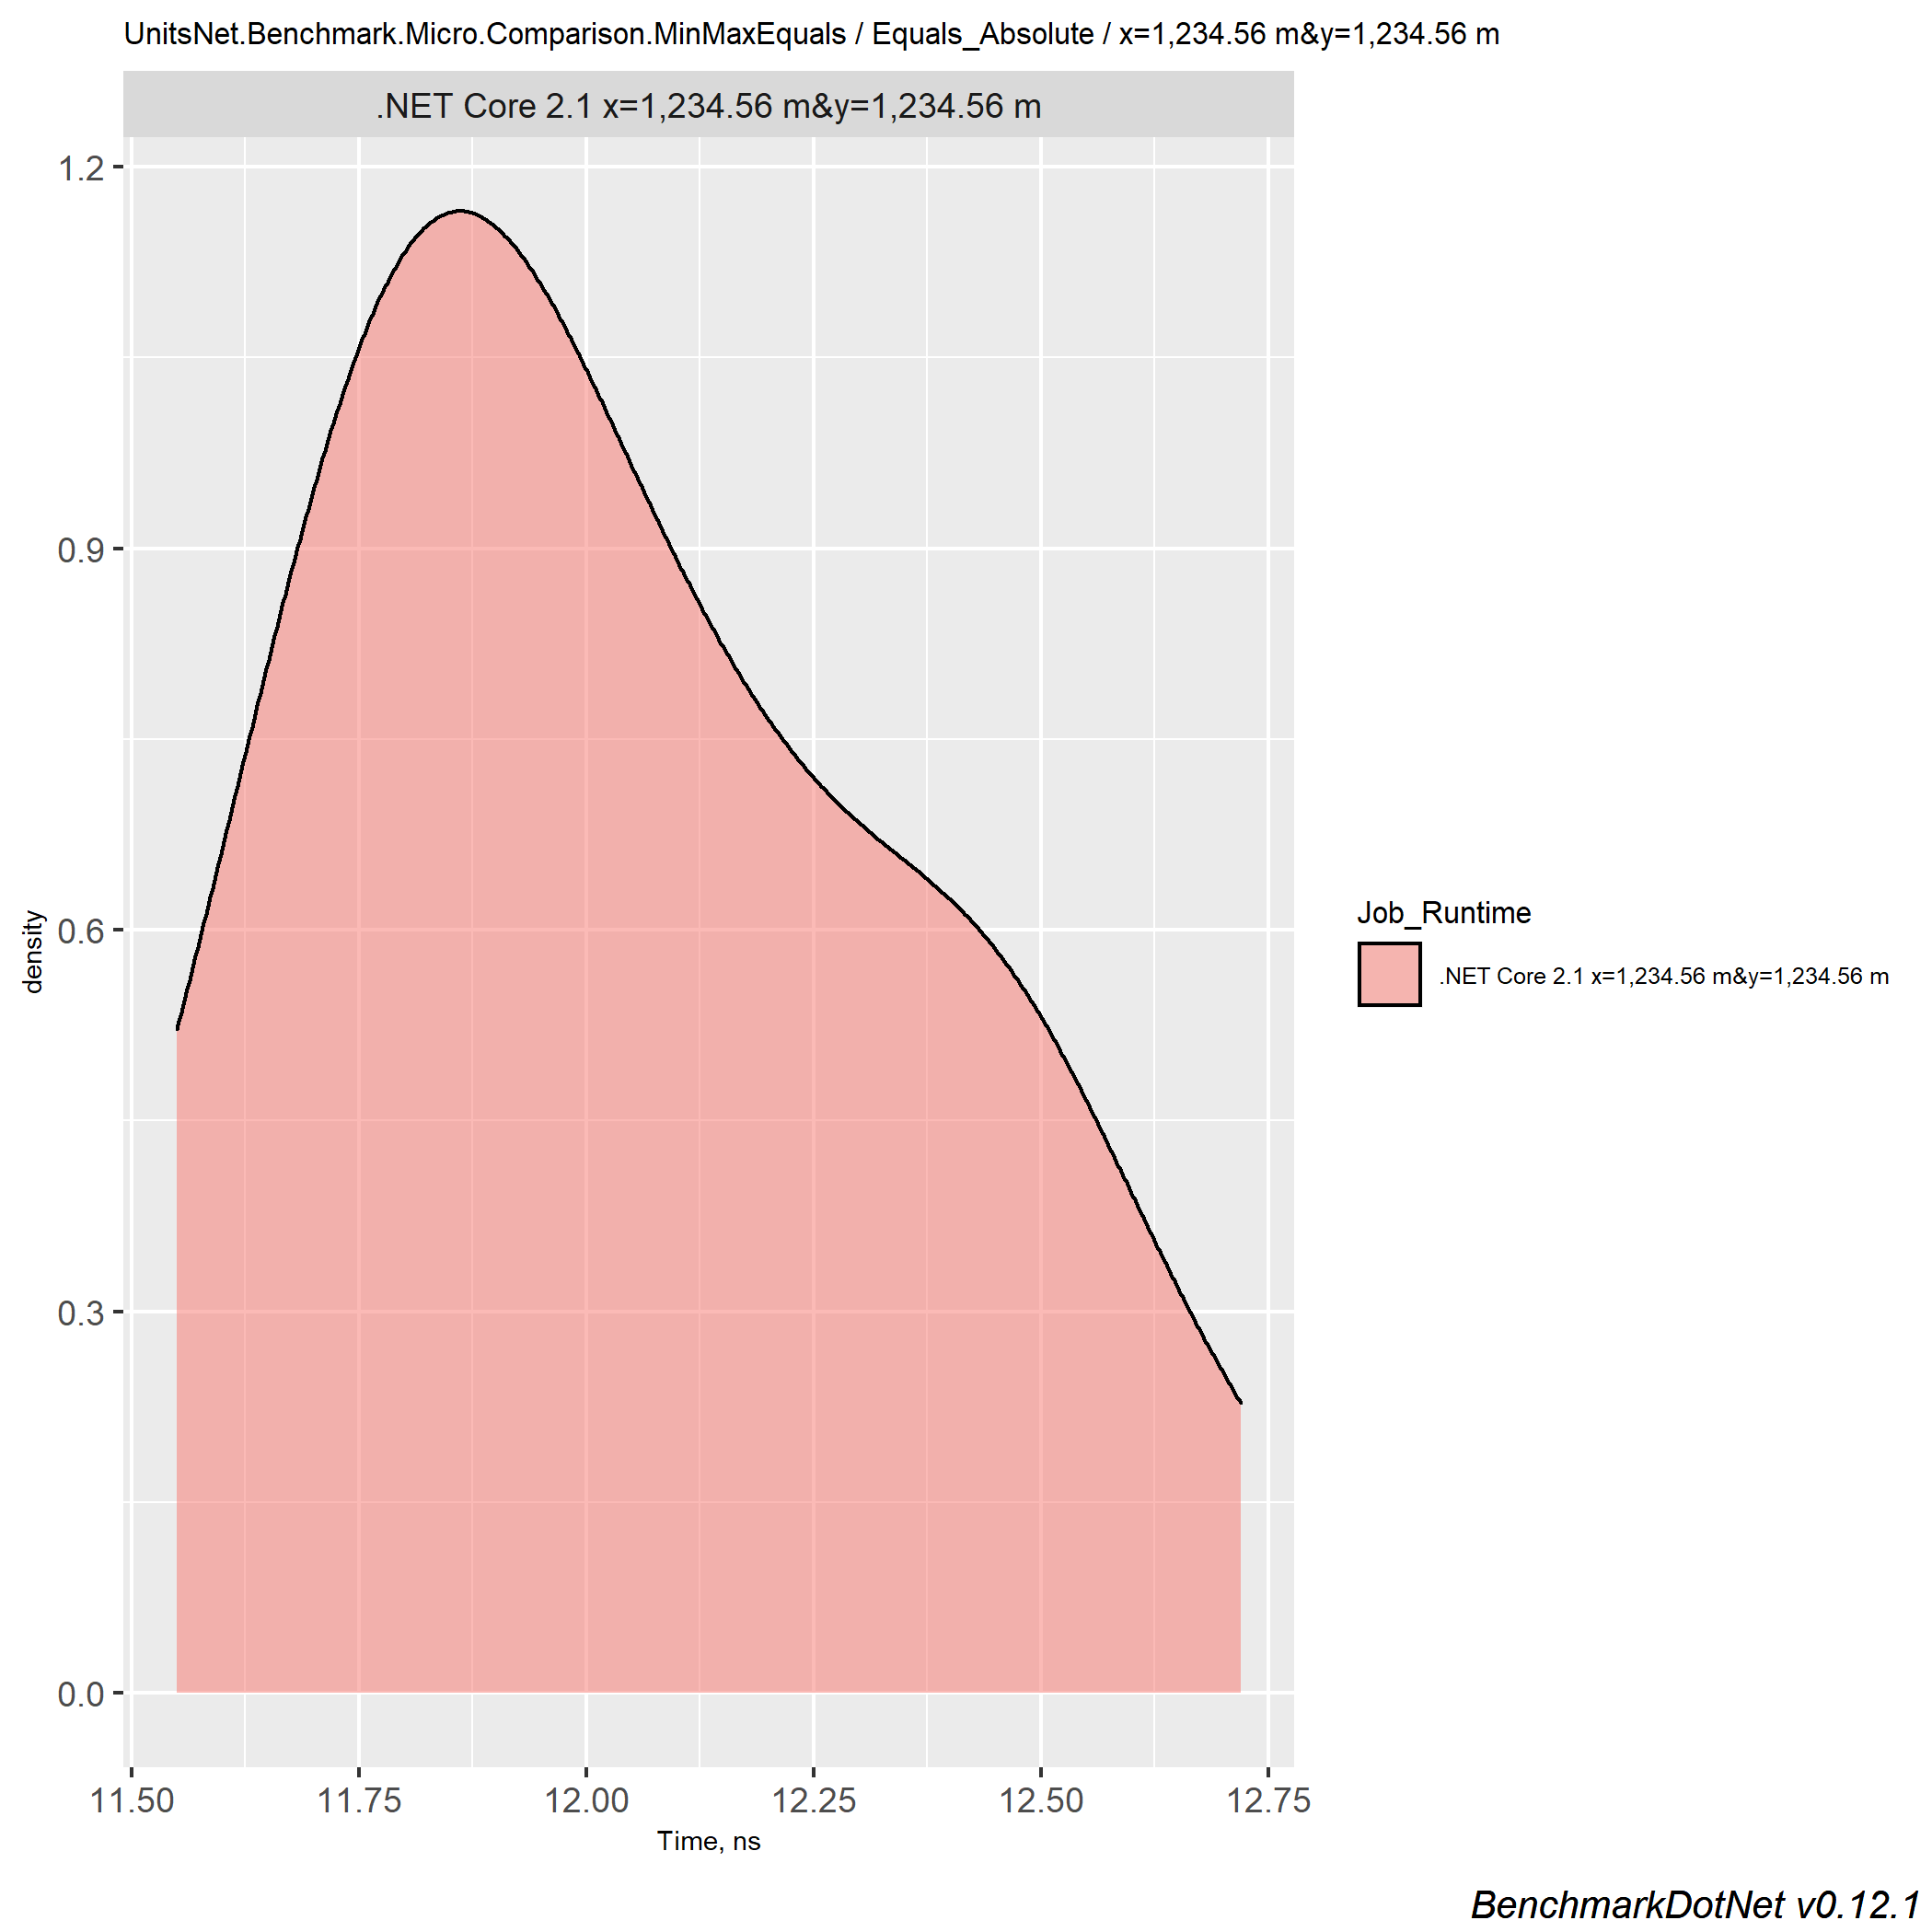 UnitsNet.Benchmark.Micro.Comparison.MinMaxEquals / Equals_Absolute / x=1,234.56 m&y=1,234.56 m
.NET Core 2.1 x=1,234.56 m&y=1,234.56 m
1.2
0.9
0.6
0.3
0.0
density
11.50 11.75 12.00 12.25 12.50 12.75
Time, ns
Job_Runtime
.NET Core 2.1 x=1,234.56 m&y=1,234.56 m
BenchmarkDotNet v0.12.1